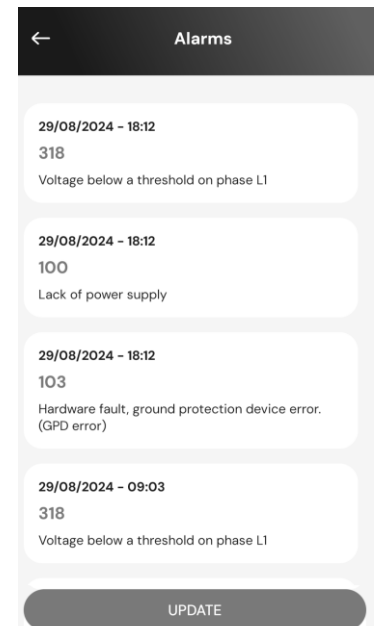 Alarms
29/08/2024 - 18:12
318
Voltage below a threshold on phase L1
29/08/2024 - 18:12
100
Lack of power supply
29/08/2024 - 18:12
103
Hardware fault, ground protection device error.
(GPD error)
29/08/2024 - 09:03
318
Voltage below a threshold on phase L1
UPDATE